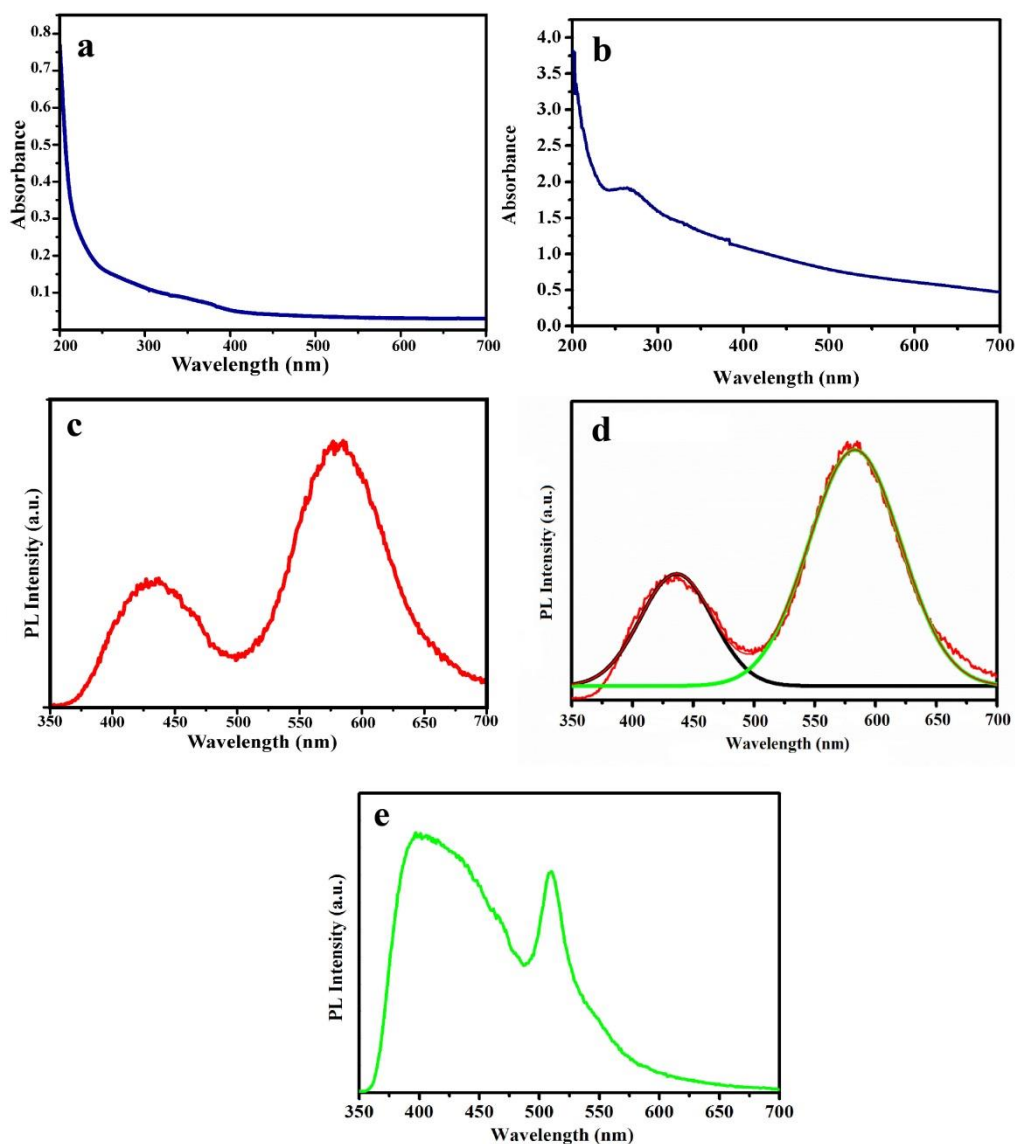 a
Absorbance
0.8
0.7
0.6
0.5
0.4
0.3
0.2
0.1
200 300 400 500 600 700
Wavelength (nm)
b
Absorbance
4.0
3.5
3.0
2.5
2.0
1.5
1.0
0.5
0.0
200 300 400 500 600 700
Wavelength (nm)
c
PL Intensity (a.u.)
350 400 450 500 550 600 650 700
Wavelength (nm)
d
PL Intensity (a.u.)
350 400 450 500 550 600 650 700
Wavelength (nm)
e
PL Intensity (a.u.)
350 400 450 500 550 600 650 700
Wavelength (nm)